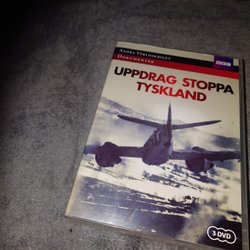 ANDRA VÄRLDSKRIGET
DOKUMENTÄR
BBC
UPPDRAG STOPPA
TYSKLAND
3 DVD